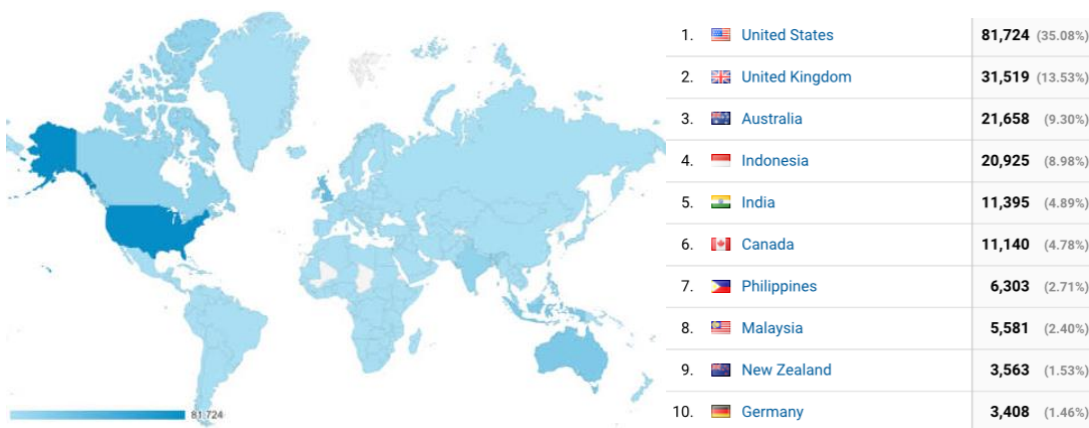 1. United States 81,724 (35.08%)
2. United Kingdom 31,519 (13.53%)
3. Australia 21,658 (9.30%)
4. Indonesia 20,925 (8.98%)
5. India 11,395 (4.89%)
6. Canada 11,140 (4.78%)
7. Philippines 6,303 (2.71%)
8. Malaysia 5,581 (2.40%)
9. New Zealand 3,563 (1.53%)
10. Germany 3,408 (1.46%)
81,724